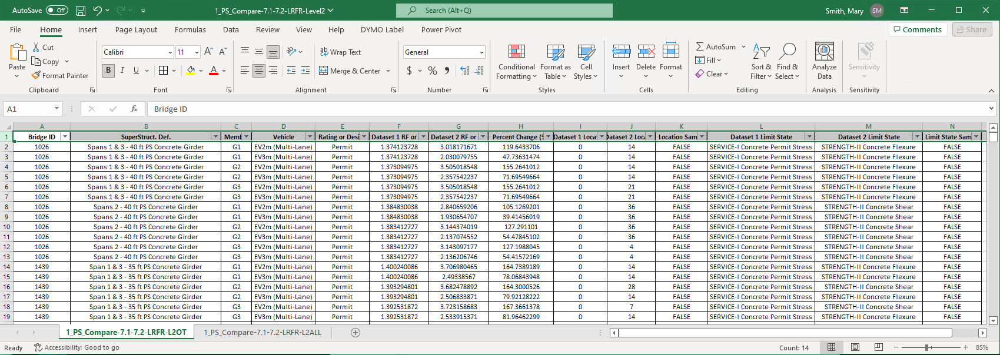 AutoSave Off 1_PS_Compare-7.1-7.2-LRFR-Level2 Search (Alt+Q) Smith, Mary SM
File Home Insert Page Layout Formulas Data Review View Help DYMO Label Power Pivot Comments Share
Paste Cut Copy Format Painter Clipboard
Calibri 11 B I U A Font
Wrap Text Merge & Center Alignment
General $ % Number
Conditional Formatting Format as Table Cell Styles Styles
Insert Delete Format Cells
AutoSum Fill Clear Sort & Filter Find & Select Editing
Analyze Data Analysis
Sensitivity Sensitivity
A1 fx Bridge ID
A B C D E F G H I J K L M N
1 Bridge ID SuperStruct. Def. Memb Vehicle Rating or Desi Dataset 1 RF or Dataset 2 RF or Percent Change (% Dataset 1 Locat Dataset 2 Loca Location Sam Dataset 1 Limit State Dataset 2 Limit State Limit State Sam
2 1026 Spans 1 & 3 - 40 ft PS Concrete Girder G1 EV2m (Multi-Lane) Permit 1.374123728 3.018171671 119.6433706 0 14 FALSE SERVICE-I Concrete Permit Stress STRENGTH-II Concrete Flexure FALSE
3 1026 Spans 1 & 3 - 40 ft PS Concrete Girder G1 EV3m (Multi-Lane) Permit 1.374123728 2.030079755 47.73631474 0 14 FALSE SERVICE-I Concrete Permit Stress STRENGTH-II Concrete Flexure FALSE
4 1026 Spans 1 & 3 - 40 ft PS Concrete Girder G2 EV2m (Multi-Lane) Permit 1.373094975 3.505018548 155.2641012 0 14 FALSE SERVICE-I Concrete Permit Stress STRENGTH-II Concrete Flexure FALSE
5 1026 Spans 1 & 3 - 40 ft PS Concrete Girder G2 EV3m (Multi-Lane) Permit 1.373094975 2.357542237 71.69549664 0 14 FALSE SERVICE-I Concrete Permit Stress STRENGTH-II Concrete Flexure FALSE
6 1026 Spans 1 & 3 - 40 ft PS Concrete Girder G3 EV2m (Multi-Lane) Permit 1.373094975 3.505018548 155.2641012 0 21 FALSE SERVICE-I Concrete Permit Stress STRENGTH-II Concrete Flexure FALSE
7 1026 Spans 1 & 3 - 40 ft PS Concrete Girder G3 EV3m (Multi-Lane) Permit 1.373094975 2.357542237 71.69549664 0 21 FALSE SERVICE-I Concrete Permit Stress STRENGTH-II Concrete Flexure FALSE
8 1026 Spans 2 - 40 ft PS Concrete Girder G1 EV2m (Multi-Lane) Permit 1.384830038 2.840659206 105.1269201 0 36 FALSE SERVICE-I Concrete Permit Stress STRENGTH-II Concrete Shear FALSE
9 1026 Spans 2 - 40 ft PS Concrete Girder G1 EV3m (Multi-Lane) Permit 1.384830038 1.930654707 39.41456019 0 36 FALSE SERVICE-I Concrete Permit Stress STRENGTH-II Concrete Shear FALSE
10 1026 Spans 2 - 40 ft PS Concrete Girder G2 EV2m (Multi-Lane) Permit 1.383412727 3.144374019 127.291101 0 36 FALSE SERVICE-I Concrete Permit Stress STRENGTH-II Concrete Shear FALSE
11 1026 Spans 2 - 40 ft PS Concrete Girder G2 EV3m (Multi-Lane) Permit 1.383412727 2.137074552 54.47845102 0 36 FALSE SERVICE-I Concrete Permit Stress STRENGTH-II Concrete Shear FALSE
12 1026 Spans 2 - 40 ft PS Concrete Girder G3 EV2m (Multi-Lane) Permit 1.383412727 3.143097177 127.1988045 0 4 FALSE SERVICE-I Concrete Permit Stress STRENGTH-II Concrete Shear FALSE
13 1026 Spans 2 - 40 ft PS Concrete Girder G3 EV3m (Multi-Lane) Permit 1.383412727 2.136206746 54.41572169 0 4 FALSE SERVICE-I Concrete Permit Stress STRENGTH-II Concrete Shear FALSE
14 1439 Span 1 & 3 - 35 ft PS Concrete Girder G1 EV2m (Multi-Lane) Permit 1.400240086 3.706980465 164.7389189 0 14 FALSE SERVICE-I Concrete Permit Stress STRENGTH-II Concrete Flexure FALSE
15 1439 Span 1 & 3 - 35 ft PS Concrete Girder G1 EV3m (Multi-Lane) Permit 1.400240086 2.49338567 78.06843948 0 14 FALSE SERVICE-I Concrete Permit Stress STRENGTH-II Concrete Flexure FALSE
16 1439 Span 1 & 3 - 35 ft PS Concrete Girder G2 EV2m (Multi-Lane) Permit 1.393294801 3.682478892 164.3000526 0 28 FALSE SERVICE-I Concrete Permit Stress STRENGTH-II Concrete Shear FALSE
17 1439 Span 1 & 3 - 35 ft PS Concrete Girder G2 EV3m (Multi-Lane) Permit 1.393294801 2.506833871 79.92128222 0 14 FALSE SERVICE-I Concrete Permit Stress STRENGTH-II Concrete Flexure FALSE
18 1439 Span 1 & 3 - 35 ft PS Concrete Girder G3 EV2m (Multi-Lane) Permit 1.392531872 3.723158683 167.3661378 0 7 FALSE SERVICE-I Concrete Permit Stress STRENGTH-II Concrete Shear FALSE
19 1439 Span 1 & 3 - 35 ft PS Concrete Girder G3 EV3m (Multi-Lane) Permit 1.392531872 2.533915371 81.96462299 0 14 FALSE SERVICE-I Concrete Permit Stress STRENGTH-II Concrete Flexure FALSE
1_PS_Compare-7.1-7.2-LRFR-L2OT 1_PS_Compare-7.1-7.2-LRFR-L2ALL
Ready Accessibility: Good to go Count: 14 85%